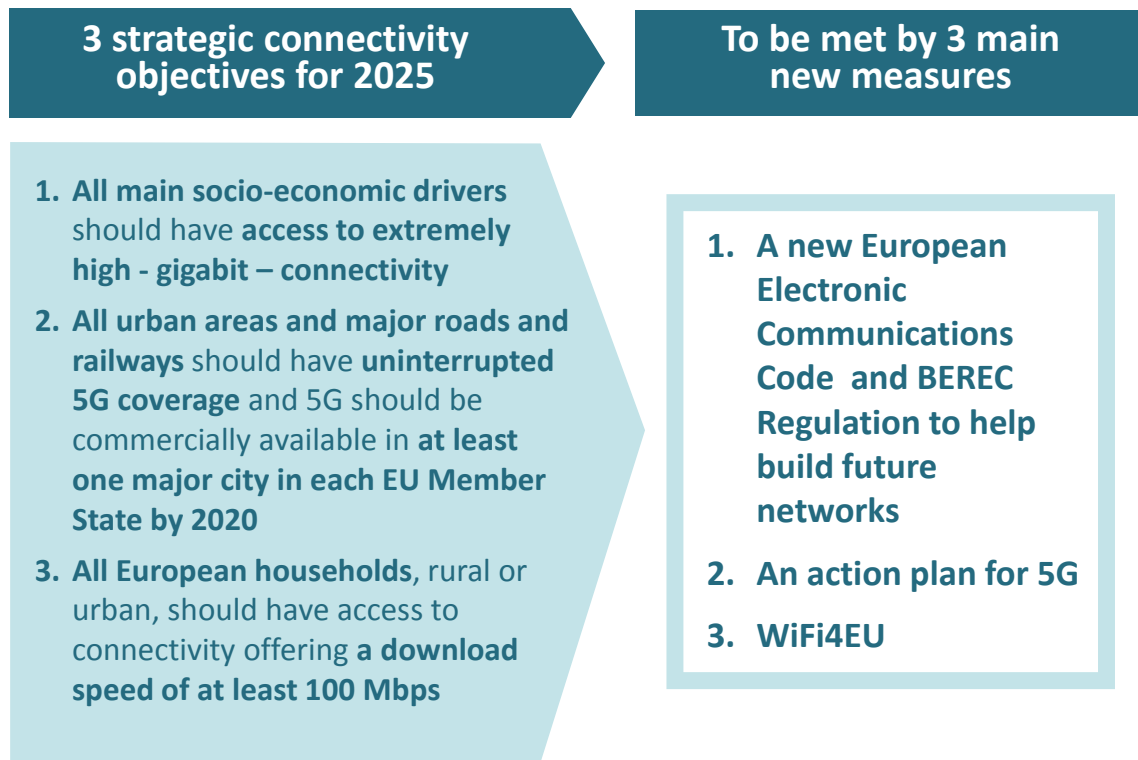 3 strategic connectivity
objectives for 2025
To be met by 3 main
new measures
1. All main socio-economic drivers
should have access to extremely
high - gigabit – connectivity
2. All urban areas and major roads and
railways should have uninterrupted
5G coverage and 5G should be
commercially available in at least
one major city in each EU Member
State by 2020
3. All European households, rural or
urban, should have access to
connectivity offering a download
speed of at least 100 Mbps
1. A new European
Electronic
Communications
Code and BEREC
Regulation to help
build future
networks
2. An action plan for 5G
3. WiFi4EU